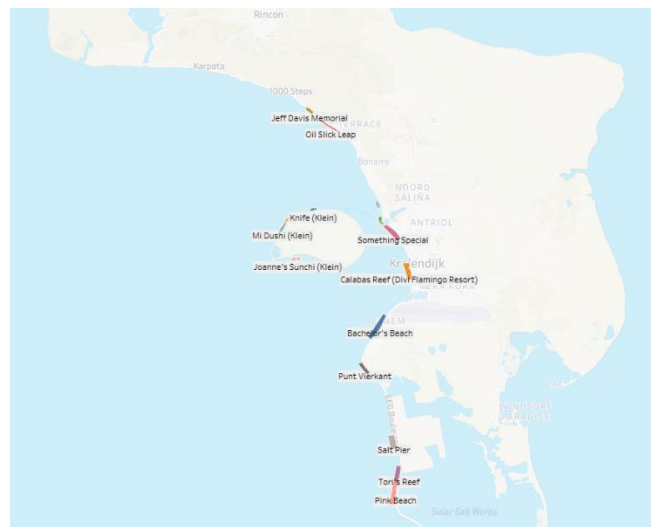 Rincon
Karpata
1000 Steps
Jeff Davis Memorial
Oil Slick Leap
Bonaire
NOORD
SALIÑA
Knife (Klein)
ANTRIOL
Mi Dushi (Klein)
Something Special
Joanne's Sunchi (Klein)
Calabas Reef (Divi Flamingo Resort)
Bachelor's Beach
Punt Vierkant
Salt Pier
Tori's Reef
Pink Beach
Solar Salt Works